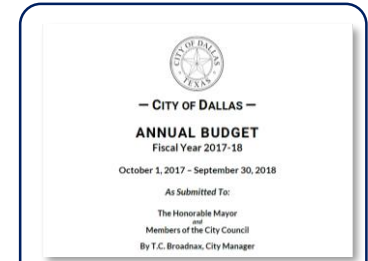 CITY OF DALLAS
TEXAS
— CITY OF DALLAS —
ANNUAL BUDGET
Fiscal Year 2017-18
October 1, 2017 – September 30, 2018
As Submitted To:
The Honorable Mayor
and
Members of the City Council
By T.C. Broadnax, City Manager